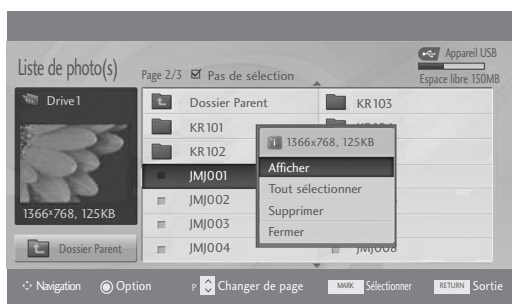 Liste de photo(s)
Page 2/3 Pas de sélection
Appareil USB
Espace libre 150MB
Drive1
1366x768, 125KB
Dossier Parent
Dossier Parent
KR101
KR102
JMJ001
JMJ002
JMJ003
JMJ004
KR103
JMJ008
1366x768, 125KB
Afficher
Tout sélectionner
Supprimer
Fermer
Navigation Option P Changer de page MARK Sélectionner RETURN Sortie